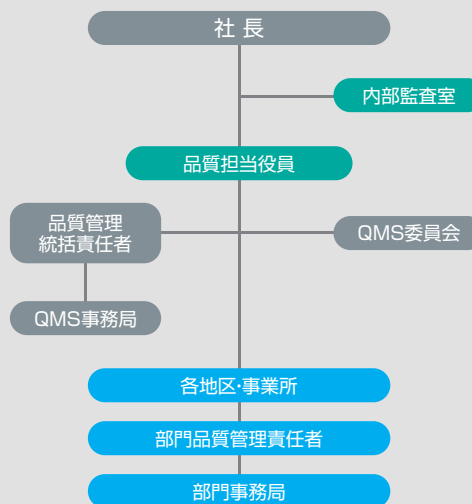 社長
内部監査室
品質担当役員
品質管理
統括責任者
QMS委員会
QMS事務局
各地区・事業所
部門品質管理責任者
部門事務局